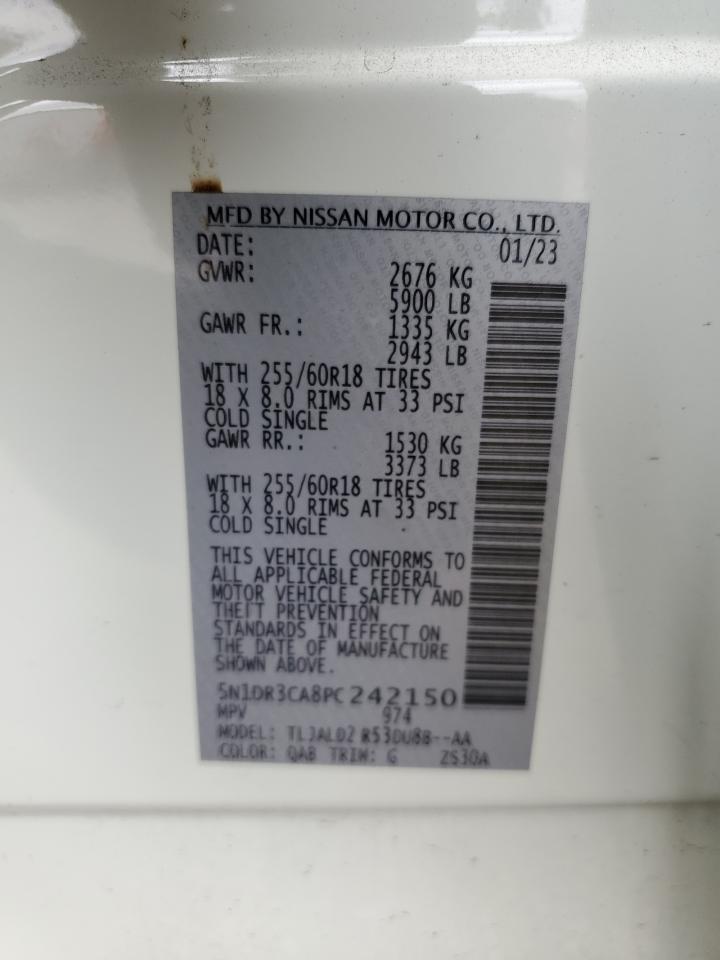 MFD BY NISSAN MOTOR CO., LTD.
DATE: 01/23
GVWR: 2676 KG
5900 LB
GAWR FR.: 1335 KG
2943 LB
WITH 255/60R18 TIRES
18 X 8.0 RIMS AT 33 PSI
COLD SINGLE
GAWR RR.: 1530 KG
3373 LB
WITH 255/60R18 TIRES
18 X 8.0 RIMS AT 33 PSI
COLD SINGLE
THIS VEHICLE CONFORMS TO
ALL APPLICABLE FEDERAL
MOTOR VEHICLE SAFETY AND
THEFT PREVENTION
STANDARDS IN EFFECT ON
THE DATE OF MANUFACTURE
SHOWN ABOVE.
5N1DR3CA8PC242150
MPV 974
MODEL:
COLOR: QAB TRIM: G